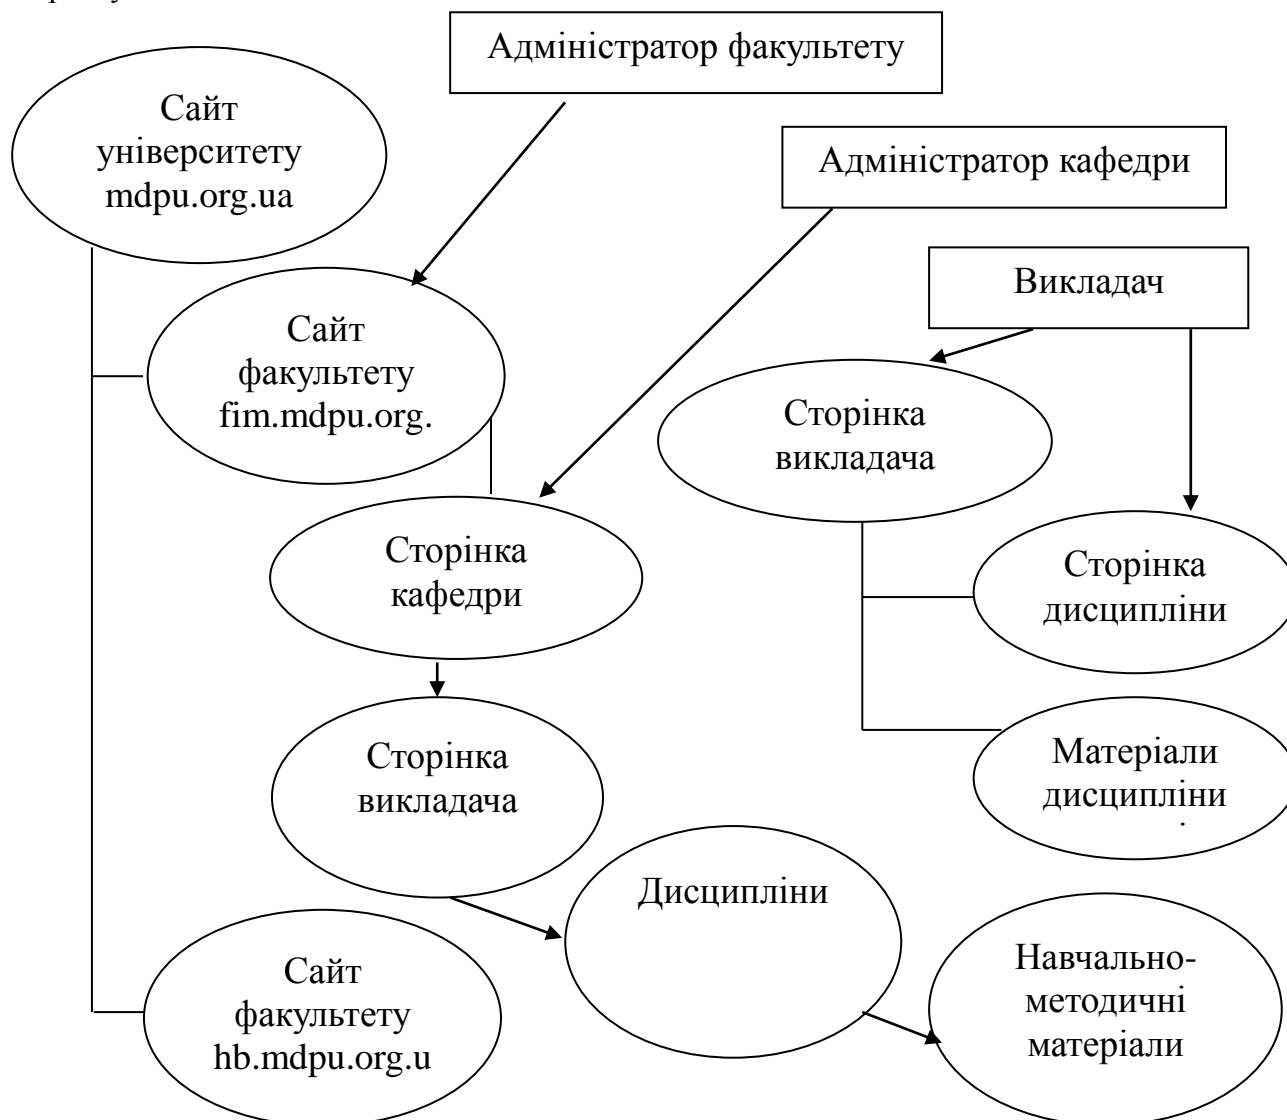 Адміністратор факультету
Сайт
університету
mdpu.org.ua
Адміністратор кафедри
Викладач
Сайт
факультету
fim.mdpu.org.
Сторінка
викладача
Сторінка
кафедри
Сторінка
дисципліни
Сторінка
викладача
Матеріали
дисципліни
Дисципліни
Сайт
факультету
hb.mdpu.org.u
Навчально-
методичні
матеріали